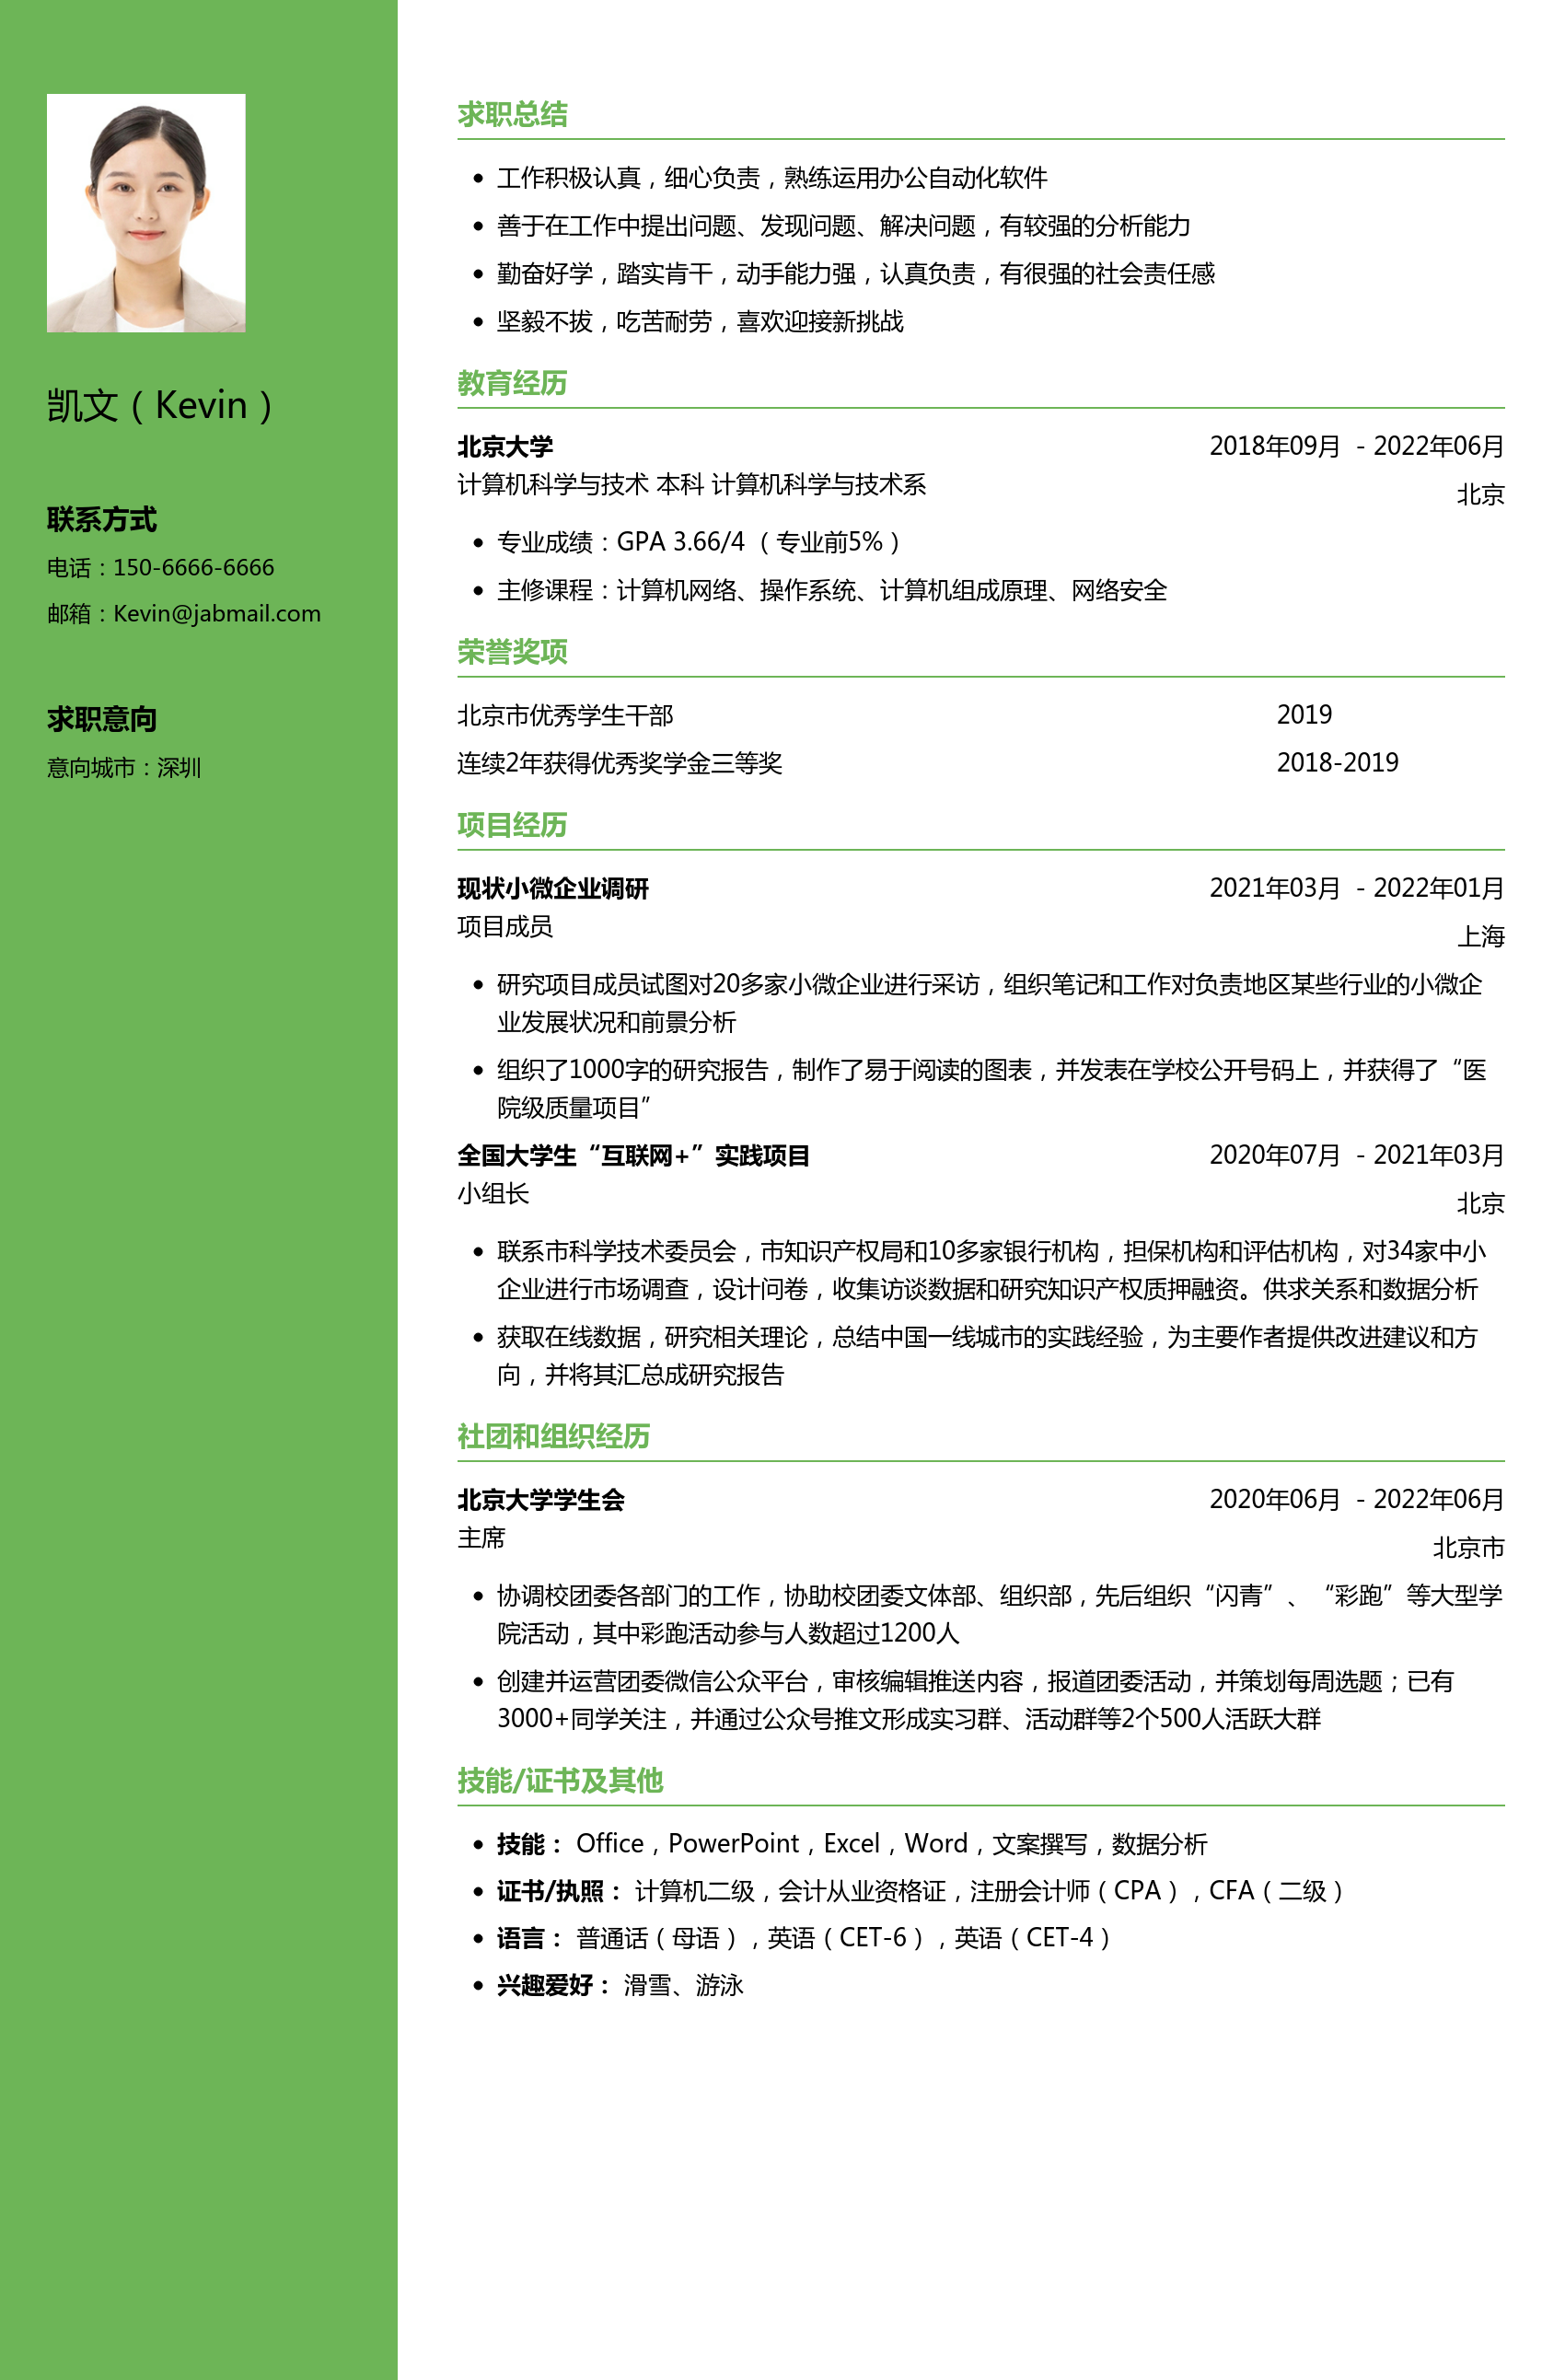 凯文（Kevin）
联系方式
电话：150-6666-6666
邮箱：Kevin@jabmail.com
求职意向
意向城市：深圳
求职总结
工作积极认真，细心负责，熟练运用办公自动化软件
善于在工作中提出问题、发现问题、解决问题，有较强的分析能力
勤奋好学，踏实肯干，动手能力强，认真负责，有很强的社会责任感
坚毅不拔，吃苦耐劳，喜欢迎接新挑战
教育经历
北京大学 2018年09月 - 2022年06月
计算机科学与技术 本科 计算机科学与技术系 北京
专业成绩：GPA 3.66/4 （专业前5%）
主修课程：计算机网络、操作系统、计算机组成原理、网络安全
荣誉奖项
北京市优秀学生干部 2019
连续2年获得优秀奖学金三等奖 2018-2019
项目经历
现状小微企业调研 2021年03月 - 2022年01月
项目成员 上海
研究项目成员试图对20多家小微企业进行采访，组织笔记和工作对负责地区某些行业的小微企
业发展状况和前景分析
组织了1000字的研究报告，制作了易于阅读的图表，并发表在学校公开号码上，并获得了“医
院级质量项目”
全国大学生“互联网+”实践项目 2020年07月 - 2021年03月
小组长 北京
联系市科学技术委员会，市知识产权局和10多家银行机构，担保机构和评估机构，对34家中小
企业进行市场调查，设计问卷，收集访谈数据和研究知识产权质押融资。供求关系和数据分析
获取在线数据，研究相关理论，总结中国一线城市的实践经验，为主要作者提供改进建议和方
向，并将其汇总成研究报告
社团和组织经历
北京大学学生会 2020年06月 - 2022年06月
主席 北京市
协调校团委各部门的工作，协助校团委文体部、组织部，先后组织“闪青”、“彩跑”等大型学
院活动，其中彩跑活动参与人数超过1200人
创建并运营团委微信公众平台，审核编辑推送内容，报道团委活动，并策划每周选题；已有
3000+同学关注，并通过公众号推文形成实习群、活动群等2个500人活跃大群
技能/证书及其他
技能： Office，PowerPoint，Excel，Word，文案撰写，数据分析
证书/执照： 计算机二级，会计从业资格证，注册会计师（CPA），CFA（二级）
语言： 普通话（母语），英语（CET-6），英语（CET-4）
兴趣爱好： 滑雪、游泳